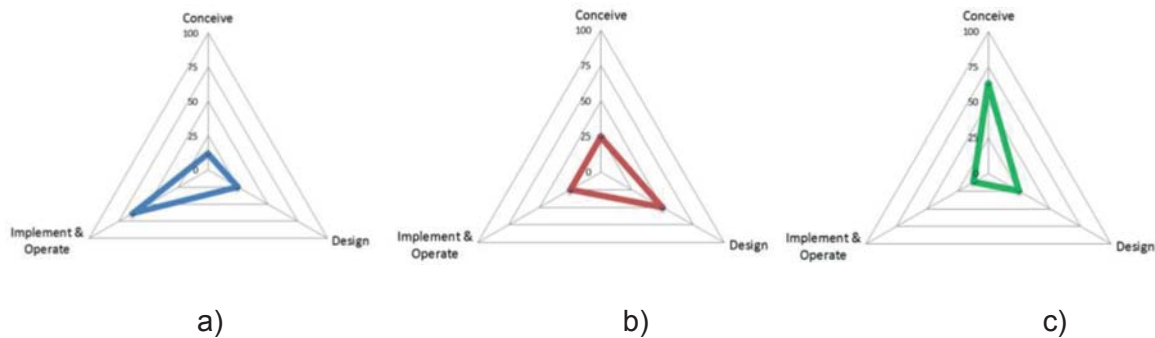 Conceive
100
75
50
25
0
Implement &
Operate
Design
a)
Conceive
100
75
50
25
0
Implement &
Operate
Design
b)
Conceive
100
75
50
25
0
Implement &
Operate
Design
c)